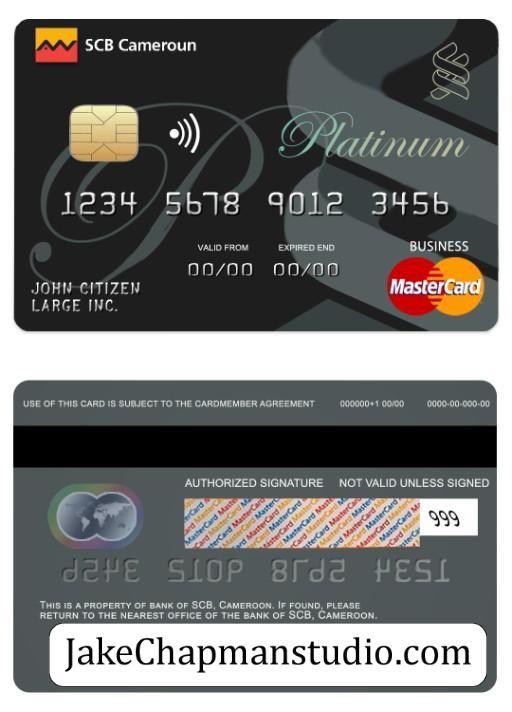 SCB Cameroun
Platinum
1234 5678 9012 3456
VALID FROM EXPIRED END
00/00 00/00
BUSINESS
JOHN CITIZEN
LARGE INC.
MasterCard
USE OF THIS CARD IS SUBJECT TO THE CARDMEMBER AGREEMENT 000000+1 00/00 0000-00-000-00
AUTHORIZED SIGNATURE NOT VALID UNLESS SIGNED
999
THIS IS A PROPERTY OF BANK OF SCB, CAMEROON. IF FOUND, PLEASE
RETURN TO THE NEAREST OFFICE OF THE BANK OF SCB, CAMEROON.
JakeChapmanstudio.com